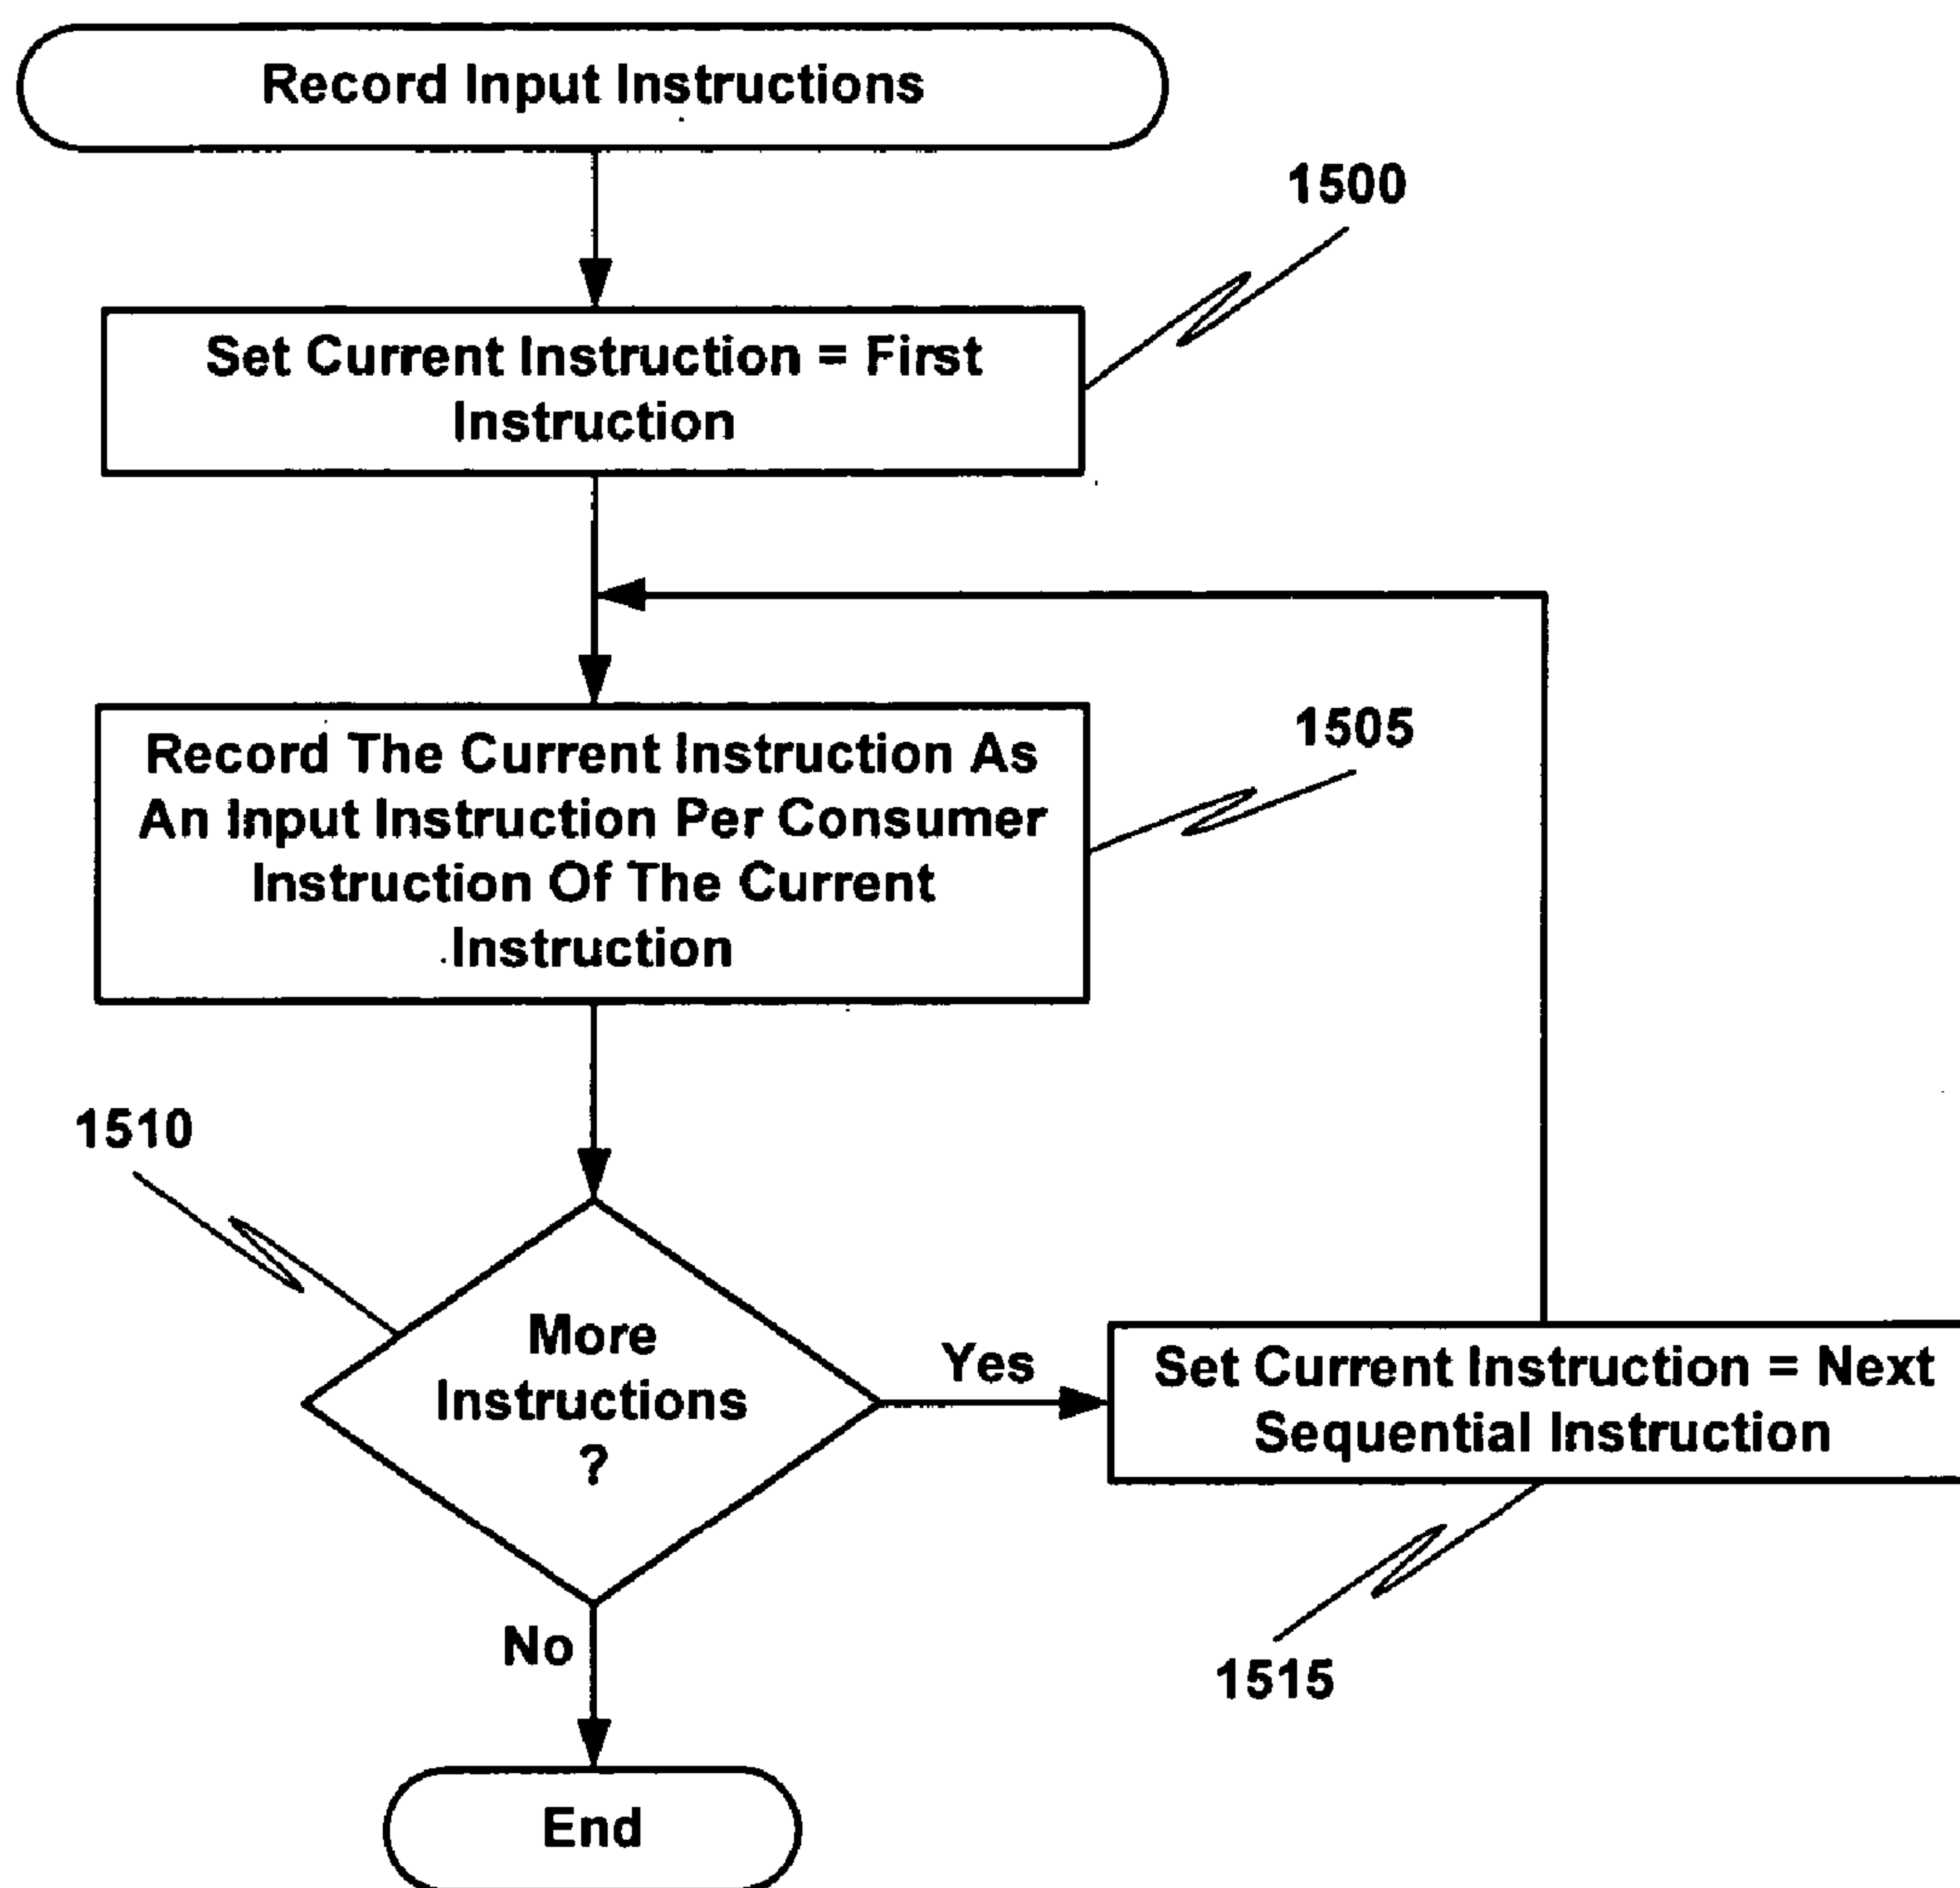 Record Input Instructions
1500
Set Current Instruction = First
Instruction
1505
Record The Current Instruction As
An Input Instruction Per Consumer
Instruction Of The Current
Instruction
1510
More
Instructions
?
Yes
Set Current Instruction = Next
Sequential Instruction
No
1515
End